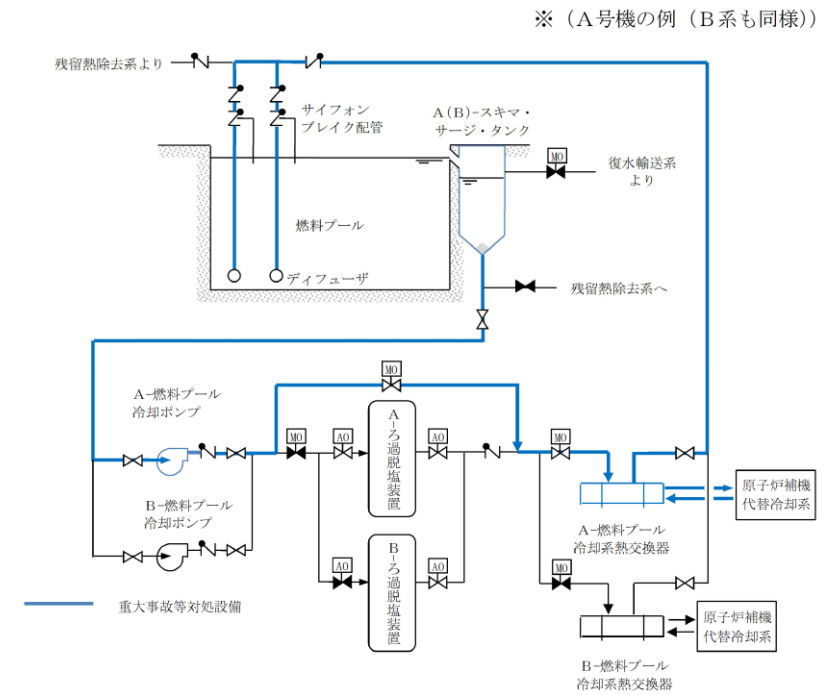 ※（A号機の例（B系も同様））
残留熱除去系より
サイフォン
ブレイク配管
A(B)-スキマ・
サージ・タンク
MO
復水輸送系
より
燃料プール
ディフューザ
残留熱除去系へ
MO
A-燃料プール
冷却ポンプ
MO
AO
A-ろ過脱塩装置
AO
MO
原子炉補機
代替冷却系
B-燃料プール
冷却ポンプ
A-燃料プール
冷却系熱交換器
AO
B-ろ過脱塩装置
AO
MO
重大事故等対処設備
原子炉補機
代替冷却系
B-燃料プール
冷却系熱交換器